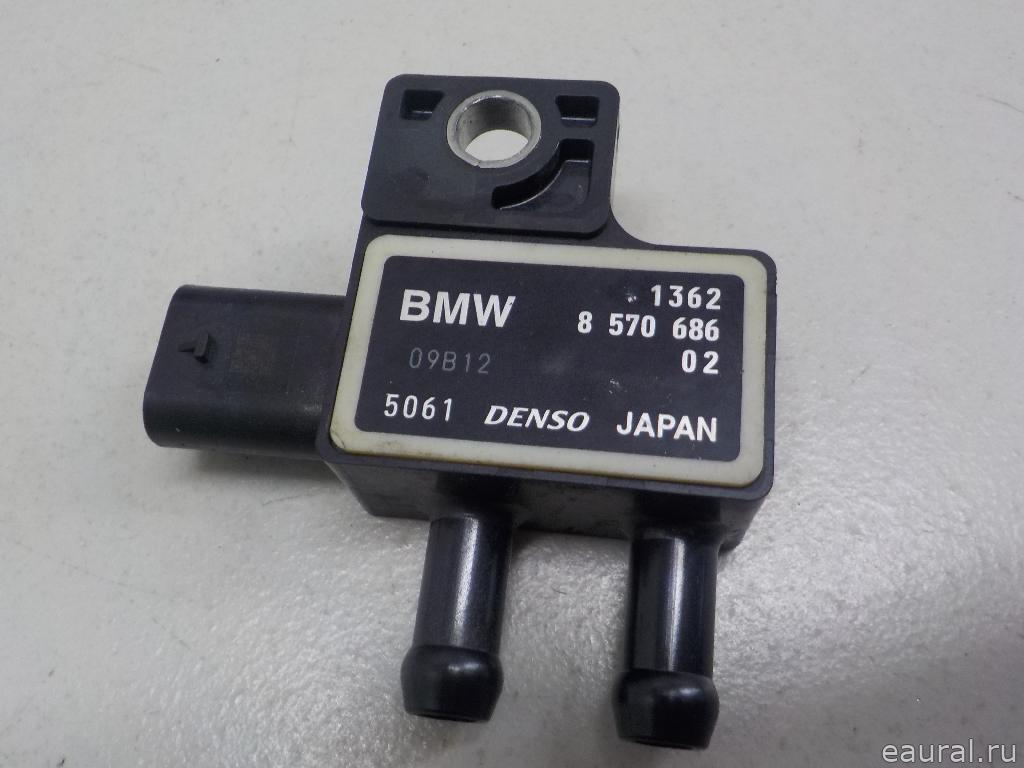 BMW 1362
8 570 686
09B12 02
5061 DENSO JAPAN
eaural.ru